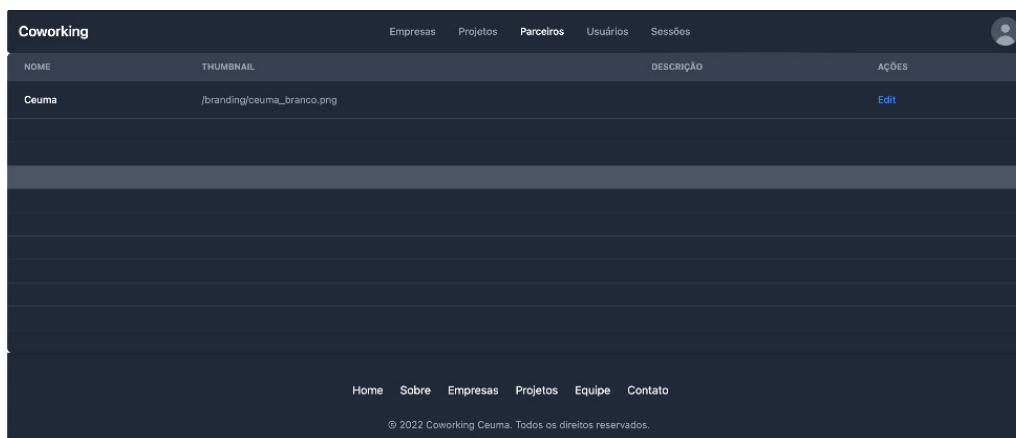 Coworking Empresas Projetos Parceiros Usuários Sessões
NOME THUMBNAIL DESCRIÇÃO AÇÕES
Ceuma /branding/ceuma_branco.png Edit
Home Sobre Empresas Projetos Equipe Contato
© 2022 Coworking Ceuma. Todos os direitos reservados.